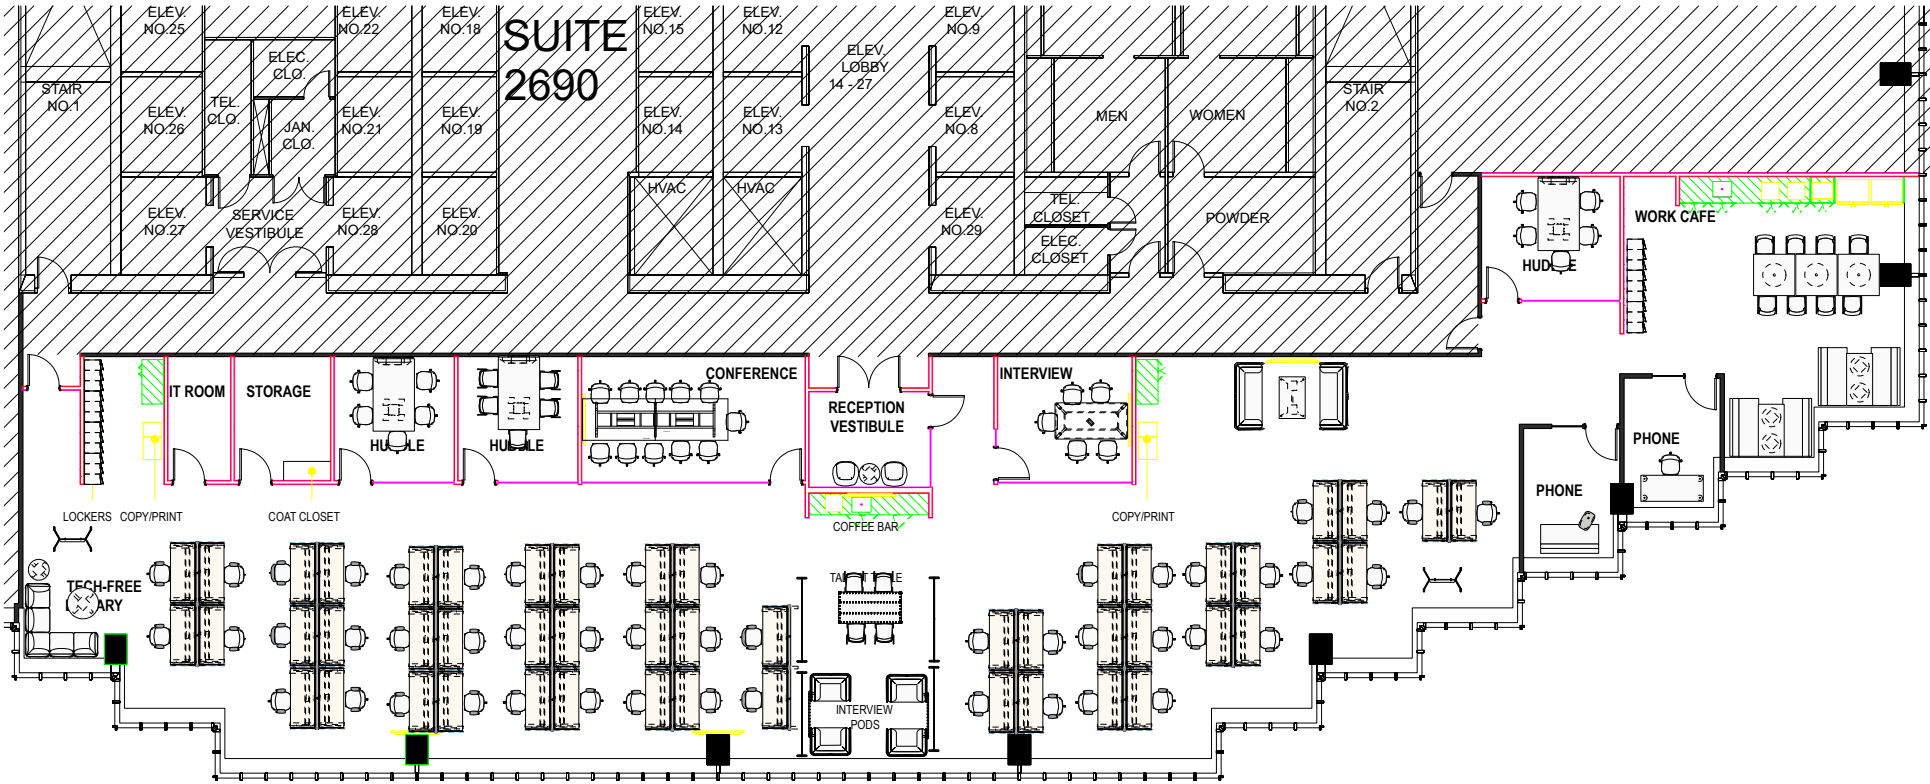 ELEV.
NO.25
ELEV.
NO.22
ELEV.
NO.18
SUITE
2690
ELEV.
NO.15
ELEV.
NO.12
ELEV.
LOBBY
14 - 27
ELEV.
NO.9
ELEC.
CLO.
STAIR
NO.1
ELEV.
NO.26
TEL.
CLO.
JAN.
CLO.
ELEV.
NO.21
ELEV.
NO.19
ELEV.
NO.14
ELEV.
NO.13
ELEV.
NO.8
MEN
WOMEN
STAIR
NO.2
HVAC
HVAC
ELEV.
NO.27
SERVICE
VESTIBULE
ELEV.
NO.28
ELEV.
NO.20
ELEV.
NO.29
TEL.
CLOSET
ELEC.
CLOSET
POWDER
HUDDLE
WORK CAFE
IT ROOM
STORAGE
HUDDLE
HUDDLE
CONFERENCE
RECEPTION
VESTIBULE
INTERVIEW
PHONE
PHONE
LOCKERS
COPY/PRINT
COAT CLOSET
COFFEE BAR
COPY/PRINT
TECH-FREE
INTERVIEW
PODS